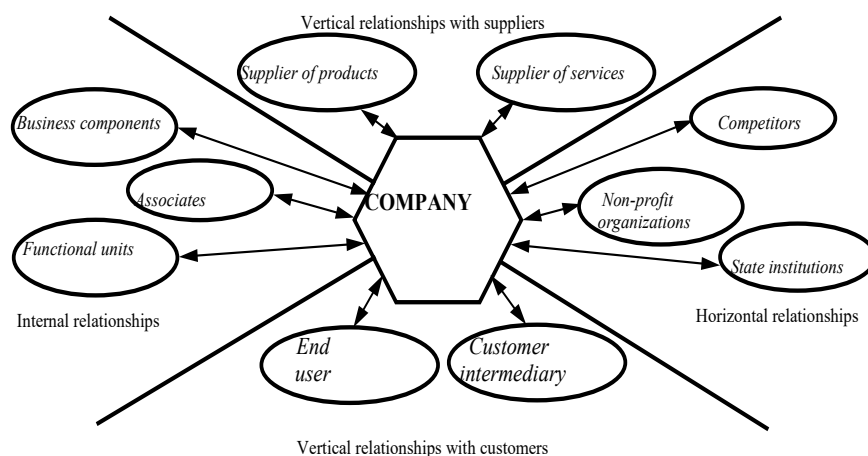 Vertical relationships with suppliers
Supplier of products
Supplier of services
Business components
Competitors
Associates
COMPANY
Non-profit
organizations
Functional units
State institutions
Internal relationships
Horizontal relationships
End
user
Customer
intermediary
Vertical relationships with customers